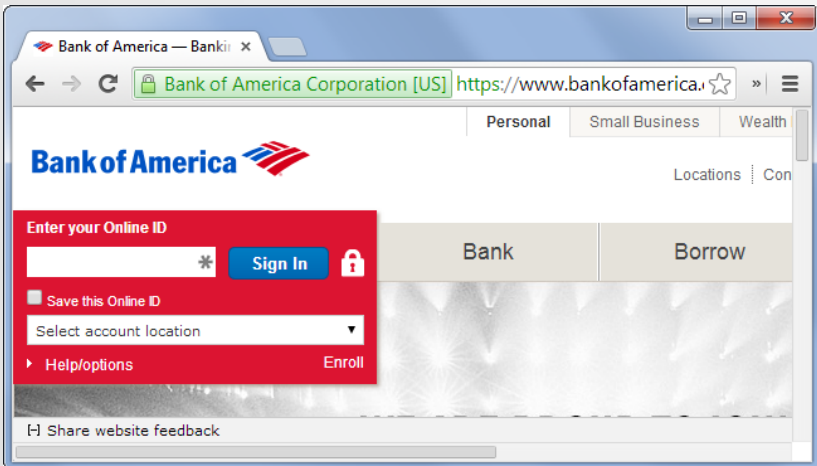 Bank of America — Bankin
Bank of America Corporation [US] https://www.bankofamerica.
Personal Small Business Wealth
Bank of America
Locations Con
Enter your Online ID
Sign In
Bank Borrow
Save this Online ID
Select account location
Help/options Enroll
[-] Share website feedback